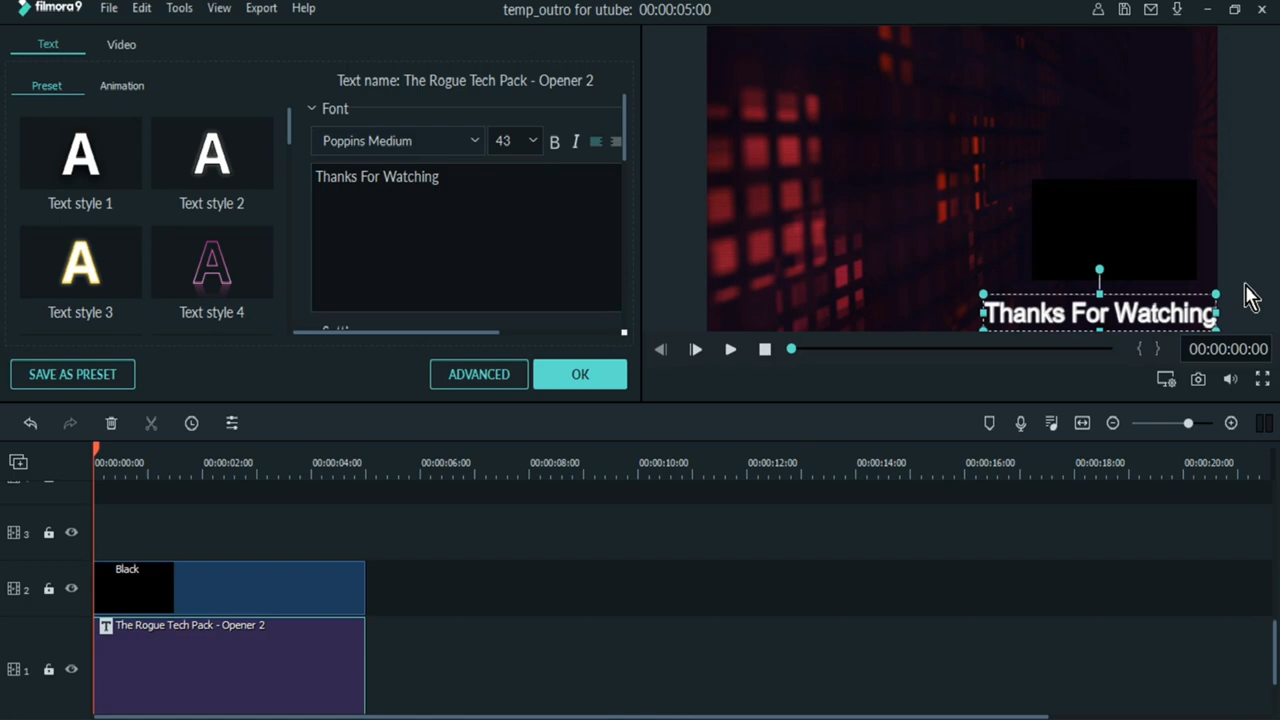 filmora9 File Edit Tools View Export Help temp_outro for utube: 00:00:05:00
Text Video
Preset Animation
Text name: The Rogue Tech Pack - Opener 2
Font
Poppins Medium 43 B I
Thanks For Watching
Text style 1 Text style 2
Text style 3 Text style 4
Thanks For Watching
SAVE AS PRESET ADVANCED OK
00:00:00:00
00:00:00:00 00:00:02:00 00:00:04:00 00:00:06:00 00:00:08:00 00:00:10:00 00:00:12:00 00:00:14:00 00:00:16:00 00:00:18:00 00:00:20:00
3
Black
2
T The Rogue Tech Pack - Opener 2
1